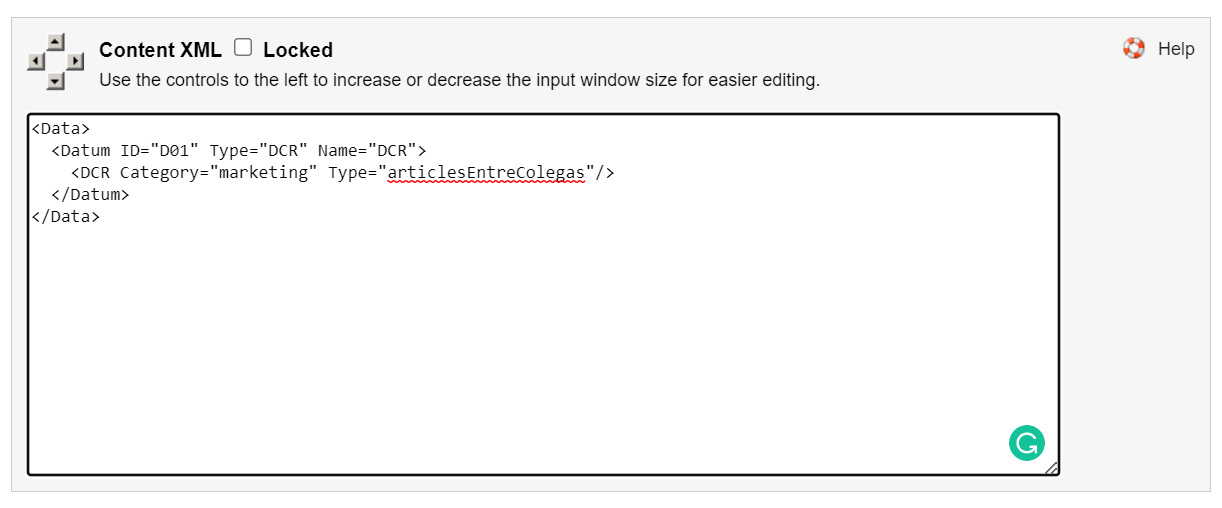 Content XML Locked
Help
Use the controls to the left to increase or decrease the input window size for easier editing.
<Data>
  <Datum ID="D01" Type="DCR" Name="DCR">
    <DCR Category="marketing" Type="articlesEntreColegas"/>
  </Datum>
</Data>